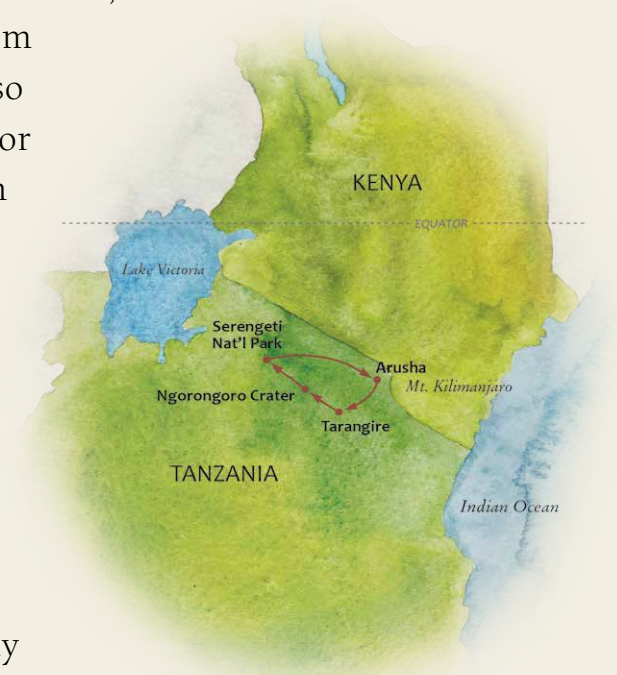 m
so
or
n
KENYA
EQUATOR
Lake Victoria
Serengeti
Nat'l Park
Arusha
Mt. Kilimanjaro
Ngorongoro Crater
Tarangire
TANZANIA
Indian Ocean
y